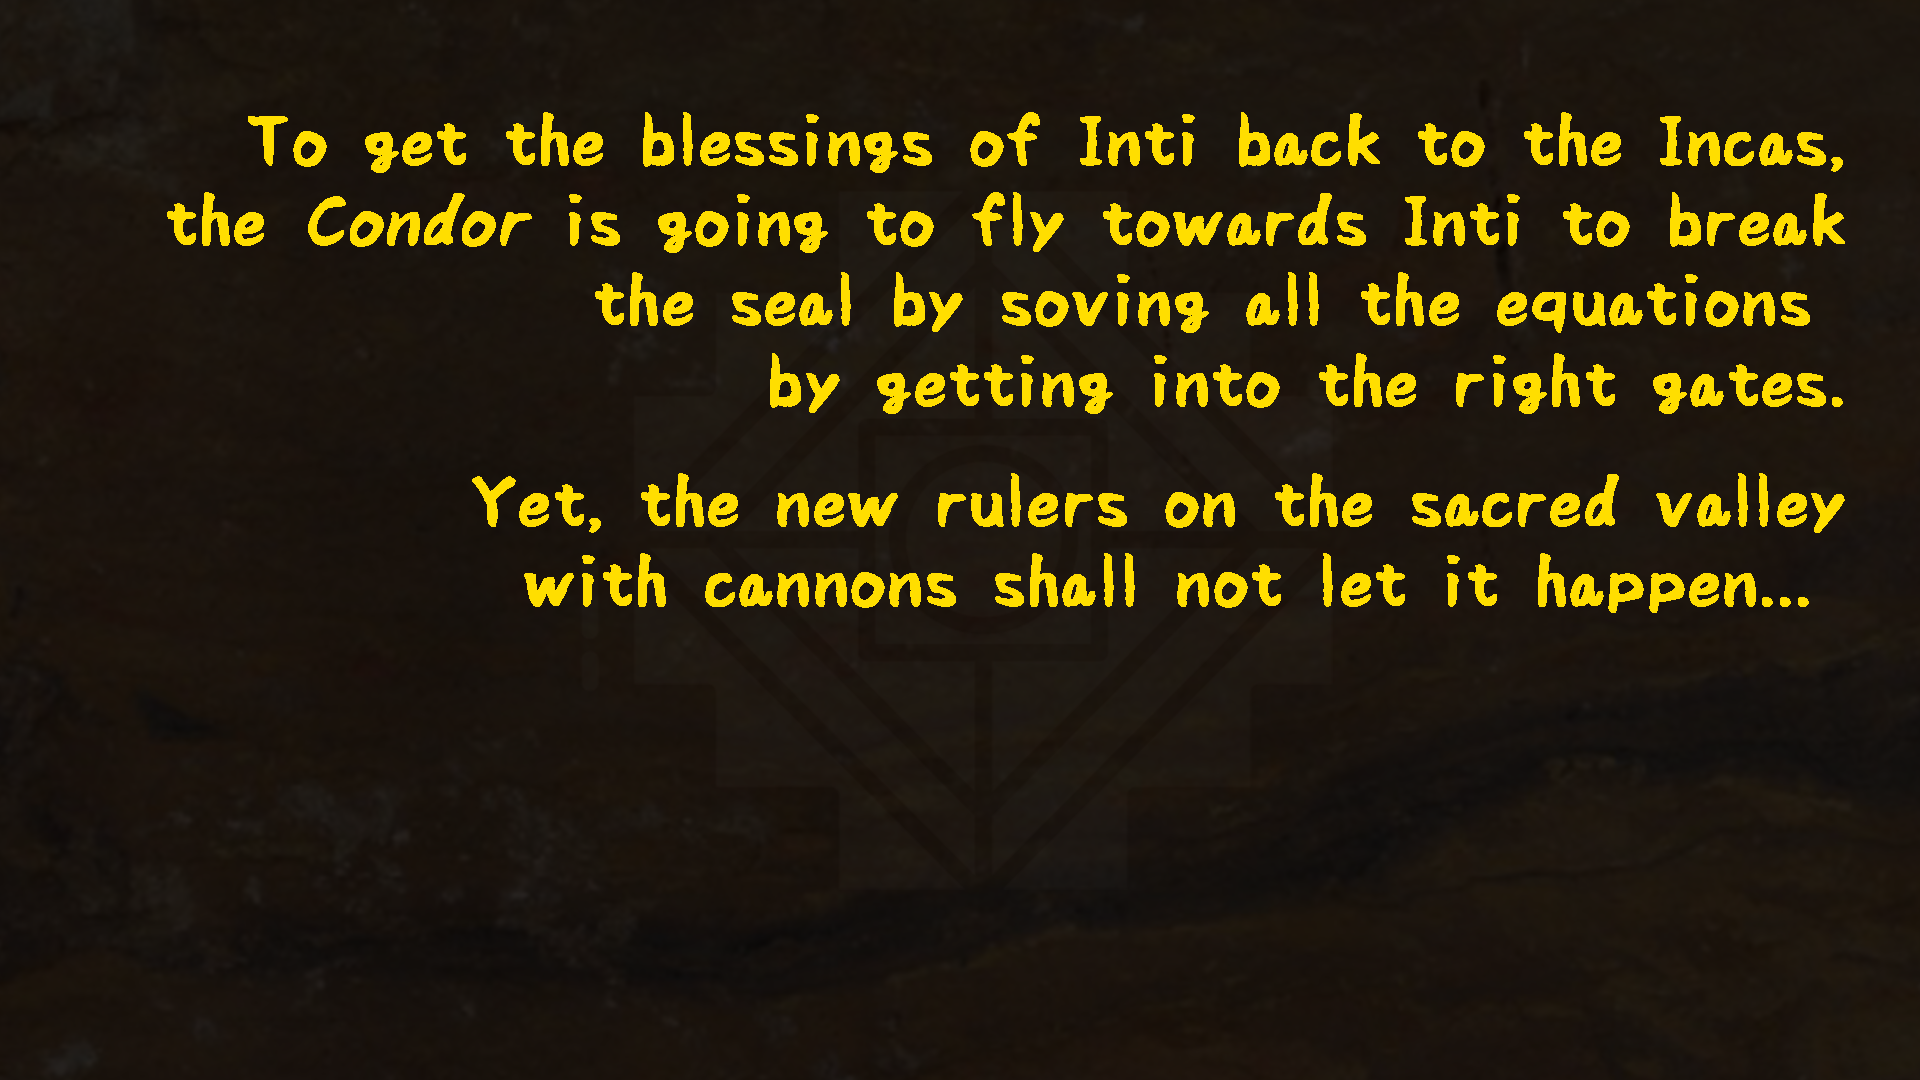 To get the blessings of Inti back to the Incas,
the Condor is going to fly towards Inti to break
the seal by soving all the equations
by getting into the right gates.
Yet, the new rulers on the sacred valley
with cannons shall not let it happen...